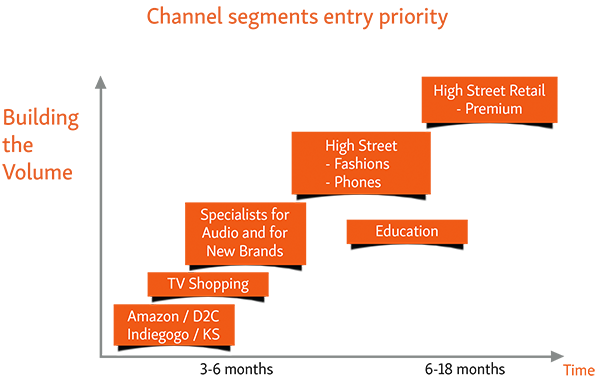 Channel segments entry priority
Building
the
Volume
High Street Retail
- Premium
High Street
- Fashions
- Phones
Specialists for
Audio and for
New Brands
Education
TV Shopping
Amazon / D2C
Indiegogo / KS
3-6 months
6-18 months
Time